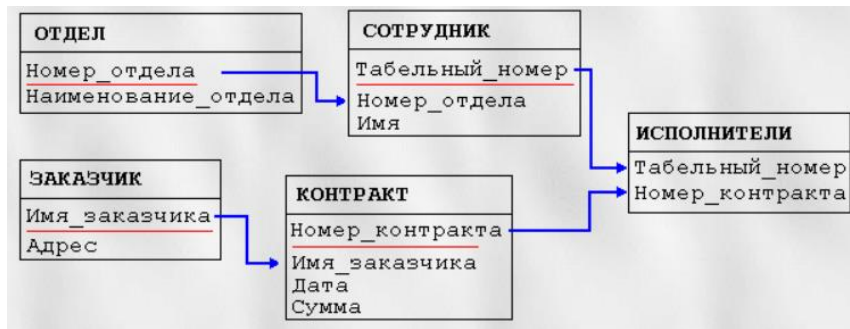 ОТДЕЛ
Номер_отдела
Наименование_отдела
СОТРУДНИК
Табельный_номер
Номер_отдела
Имя
ИСПОЛНИТЕЛИ
Табельный_номер
Номер_контракта
ЗАКАЗЧИК
Имя_заказчика
Адрес
КОНТРАКТ
Номер_контракта
Имя_заказчика
Дата
Сумма